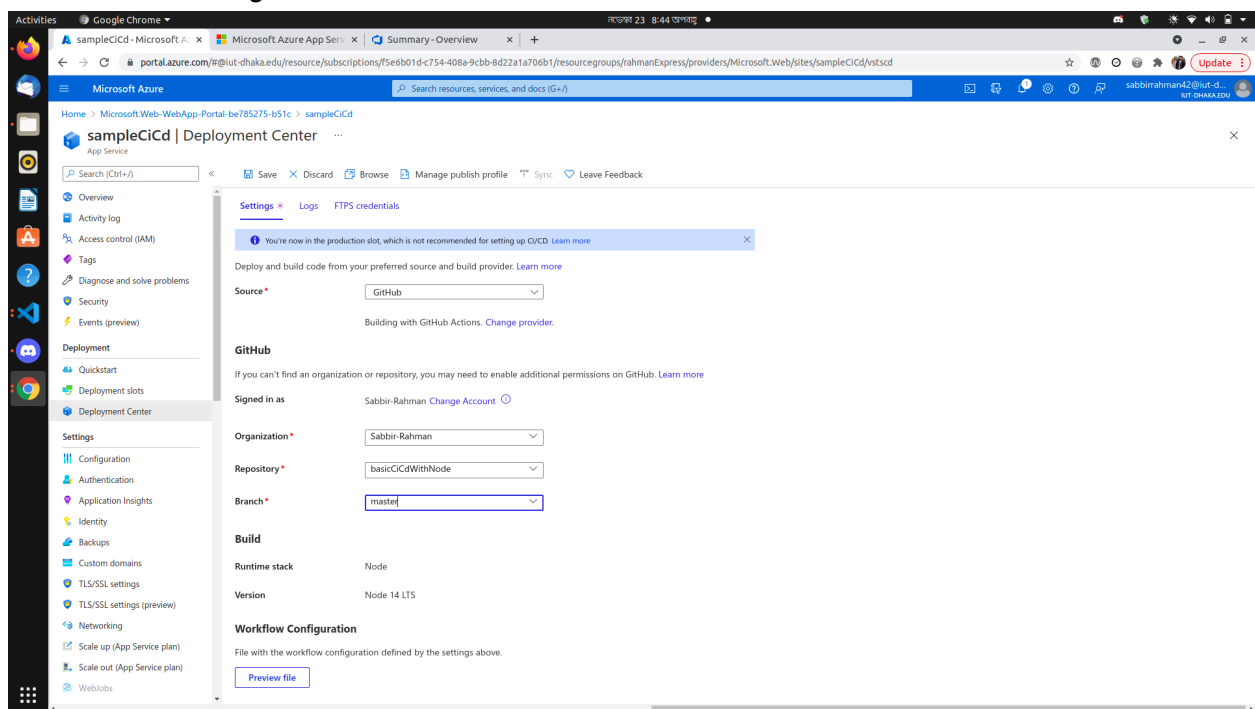 Activities Google Chrome নভেম্বর 23 8:44 অপরাহ্ণ
sampleCiCd - Microsoft A Microsoft Azure App Serv Summary - Overview
portal.azure.com/#@iut-dhaka.edu/resource/subscriptions/f5e6b01d-c754-408a-9cbb-8d22a1a706b1/resourcegroups/rahmanExpress/providers/Microsoft.Web/sites/sampleCiCd/vstscd Update
Microsoft Azure Search resources, services, and docs (G+/) 1 sabbirrahman42@iut-d...
IUT-DHAKA.EDU
Home > Microsoft.Web-WebApp-Portal-be785275-b51c > sampleCiCd
sampleCiCd | Deployment Center ...
App Service
Search (Ctrl+/) « Save Discard Browse Manage publish profile Sync Leave Feedback
Overview
Activity log
Access control (IAM)
Tags
Diagnose and solve problems
Security
Events (preview)
Deployment
Quickstart
Deployment slots
Deployment Center
Settings
Configuration
Authentication
Application Insights
Identity
Backups
Custom domains
TLS/SSL settings
TLS/SSL settings (preview)
Networking
Scale up (App Service plan)
Scale out (App Service plan)
WebJobs
Settings * Logs FTPS credentials
You're now in the production slot, which is not recommended for setting up CI/CD. Learn more
Deploy and build code from your preferred source and build provider. Learn more
Source * GitHub
Building with GitHub Actions. Change provider.
GitHub
If you can't find an organization or repository, you may need to enable additional permissions on GitHub. Learn more
Signed in as Sabbir-Rahman Change Account
Organization * Sabbir-Rahman
Repository * basicCiCdWithNode
Branch * master
Build
Runtime stack Node
Version Node 14 LTS
Workflow Configuration
File with the workflow configuration defined by the settings above.
Preview file